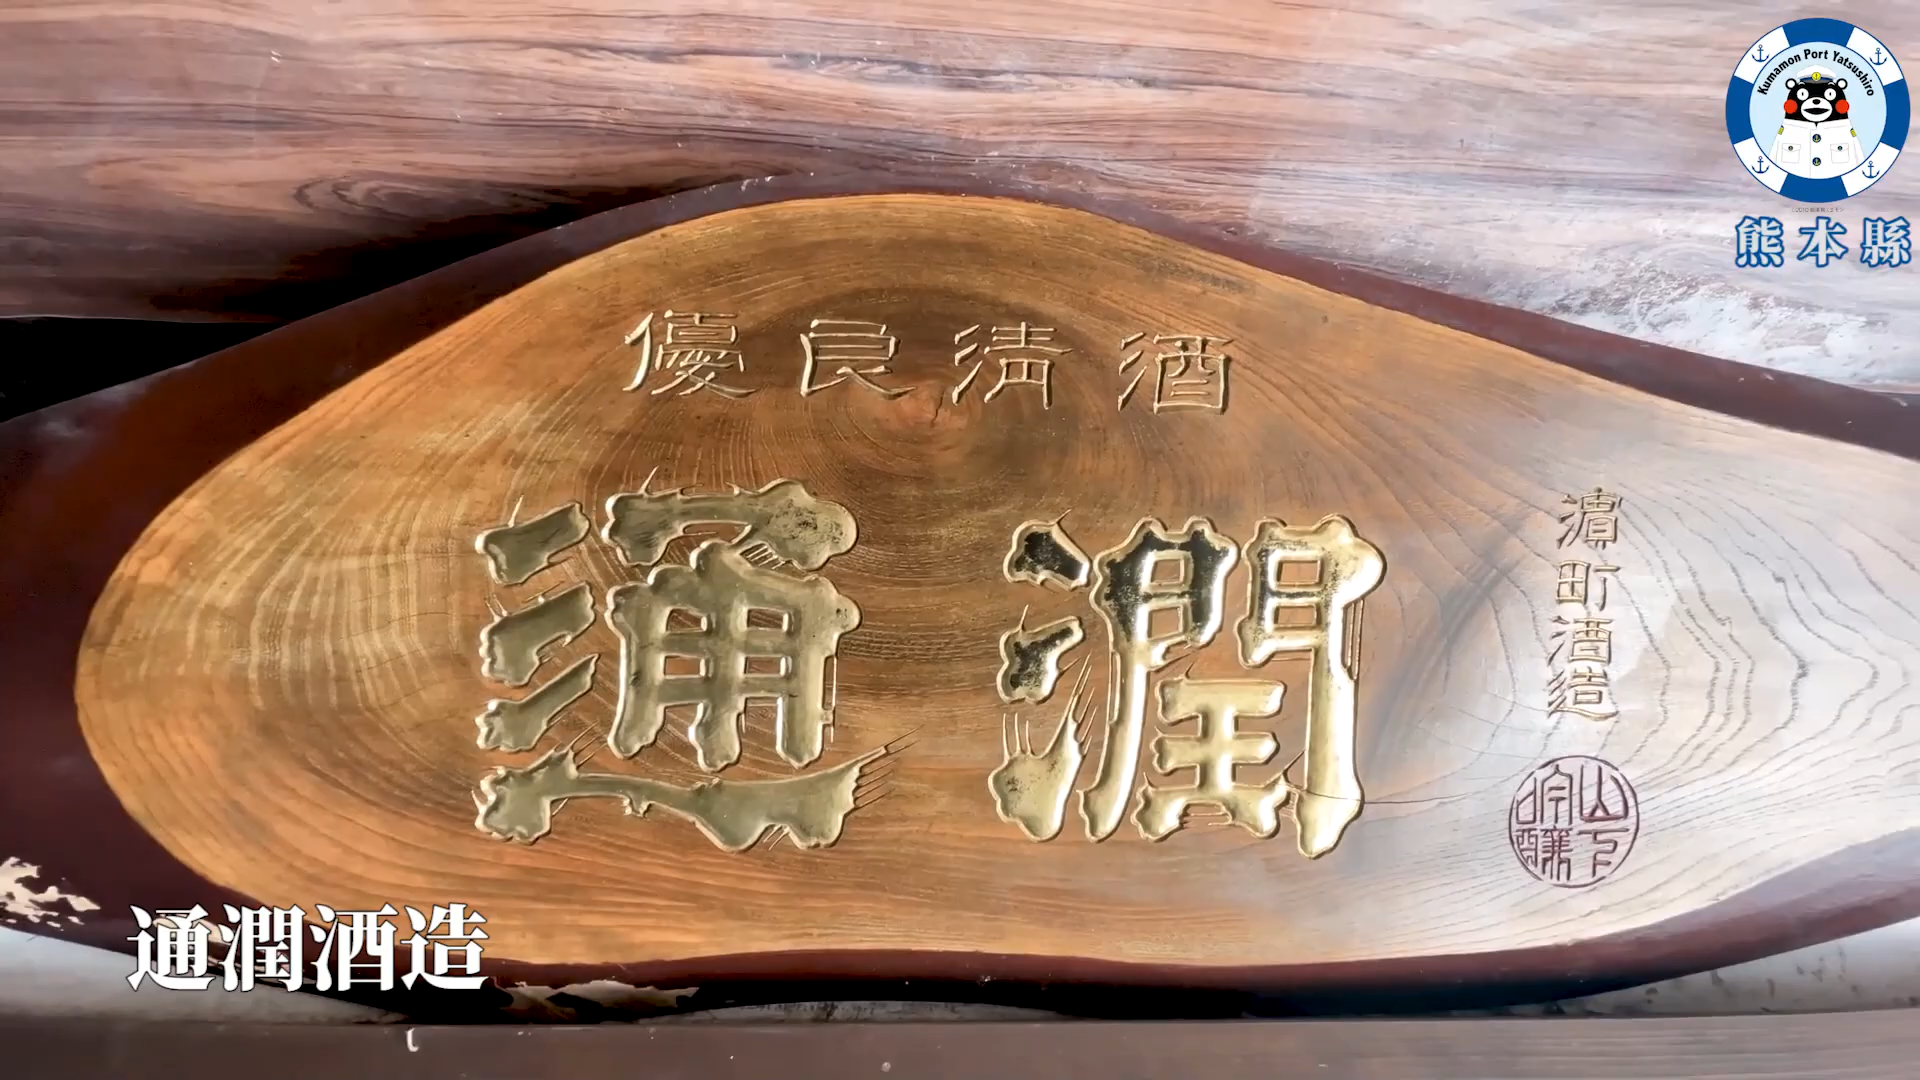 Kumamon Port Yatsushiro
熊本縣
優良清酒
通潤
濵町酒造
山下
醸
通潤酒造